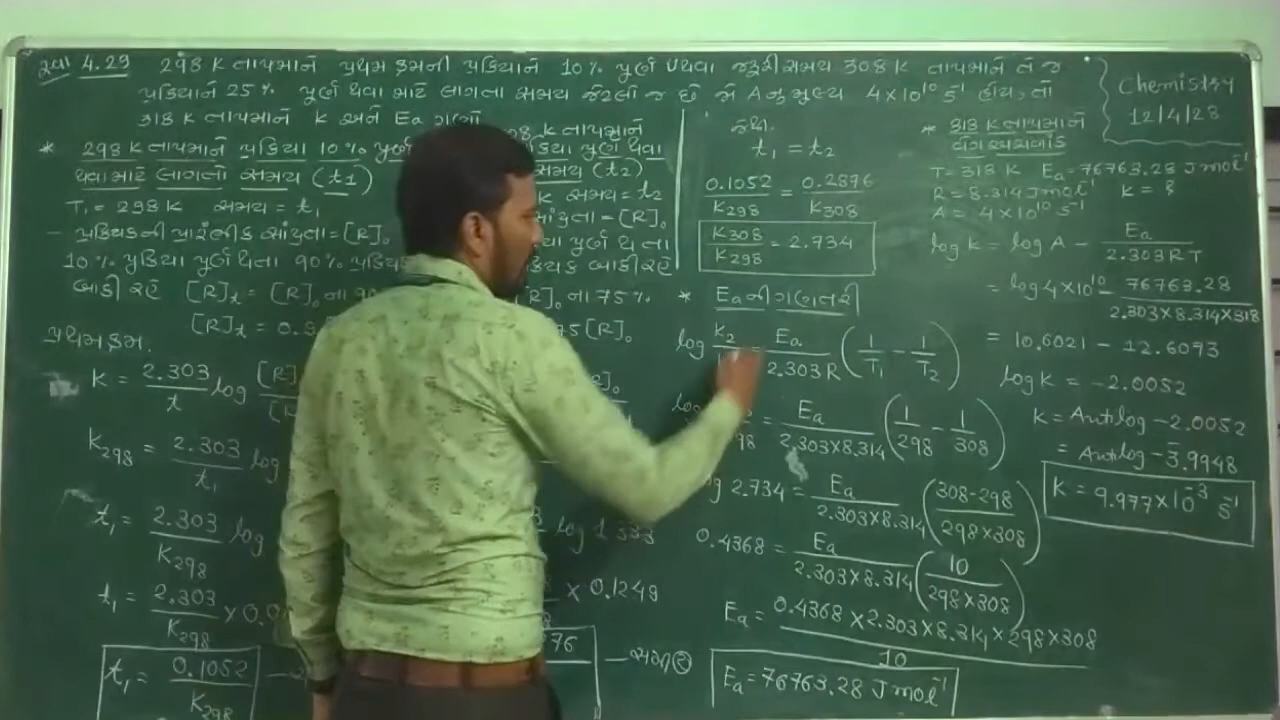 સ્વા 4.29 298 K તાપમાને પ્રથમ ક્રમની પ્રક્રિયાને 10% પૂર્ણ થવા જરૂરી સમય 308 K તાપમાને તે જ
પ્રક્રિયાને 25% પૂર્ણ થવા માટે લાગતા સમય જેટલો જ છે જો A નું મૂલ્ય 4×10¹⁰ s⁻¹ હોય, તો
318 K તાપમાને K અને Ea ગણો
Chemistry
12/4/23
* 298 K તાપમાને પ્રક્રિયા 10% પૂર્ણ
થવા માટે લાગતો સમય (t1)
T₁ = 298 K સમય = t₁
- પ્રક્રિયકની પ્રારંભીક સાંદ્રતા = [R]₀
10% પ્રક્રિયા પૂર્ણ થતા 90% પ્રક્રિયક
બાકી રહે [R]t = [R]₀ ના
[R]t = 0.
પ્રથમ ક્રમ.
K = 2.303/t log
K₂₉₈ = 2.303/t₁ log
t₁ = 2.303/K₂₉₈ log
t₁ = 2.303/K₂₉₈ × 0.0
t₁ = 0.1052/K₂₉₈
K તાપમાને
પ્રક્રિયા પૂર્ણ થવા
સમય (t₂)
K સમય = t₂
સાંદ્રતા = [R]₀
પૂર્ણ થતા
બાકી રહે
[R]₀ ના 75%
75 [R]₀
log 1.333
× 0.1249
76 — સમી (2)
t₁ = t₂
0.1052/K298 = 0.2876/K308
K308/K298 = 2.734
* Ea ની ગણતરી
log K₂ = Ea/2.303R (1/T₁ − 1/T₂)
log = Ea/2.303×8.314 (1/298 − 1/308)
log 2.734 = Ea/2.303×8.314 (308-298/298×308)
0.4368 = Ea/2.303×8.314 (10/298×308)
Ea = 0.4368 × 2.303 × 8.314 × 298 × 308/10
Ea = 76763.28 J mol⁻¹
* 318 K તાપમાને
વેગ અચળાંક
T = 318 K Ea = 76763.28 J mol⁻¹
R = 8.314 J mol⁻¹ K = ?
A = 4×10¹⁰ s⁻¹
log K = log A − Ea/2.303RT
= log 4×10¹⁰ − 76763.28/2.303×8.314×318
= 10.6021 − 12.6073
log K = −2.0052
K = Antilog −2.0052
= Antilog 3̄.9948
K = 9.977×10⁻³ s⁻¹